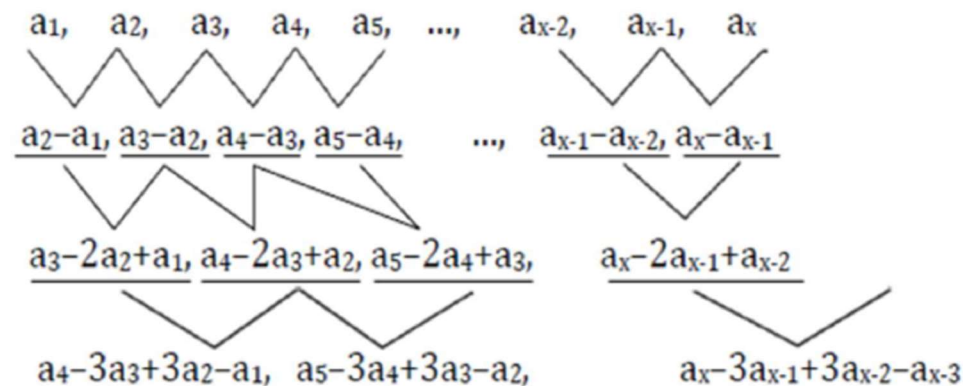 a₁, a₂, a₃, a₄, a₅, ..., aₓ₋₂, aₓ₋₁, aₓ
a₂−a₁, a₃−a₂, a₄−a₃, a₅−a₄, ..., aₓ₋₁−aₓ₋₂, aₓ−aₓ₋₁
a₃−2a₂+a₁, a₄−2a₃+a₂, a₅−2a₄+a₃, aₓ−2aₓ₋₁+aₓ₋₂
a₄−3a₃+3a₂−a₁, a₅−3a₄+3a₃−a₂, aₓ−3aₓ₋₁+3aₓ₋₂−aₓ₋₃